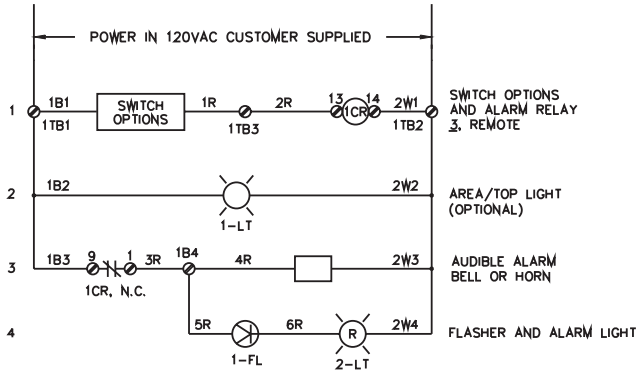 POWER IN 120VAC CUSTOMER SUPPLIED
1 1B1 SWITCH OPTIONS 1R 2R 13 1CR 14 2W1 SWITCH OPTIONS
AND ALARM RELAY
1TB1 1TB3 1TB2 3, REMOTE
2 1B2 2W2 AREA/TOP LIGHT
1-LT (OPTIONAL)
3 1B3 9 1 3R 1B4 4R 2W3 AUDIBLE ALARM
1CR, N.C. BELL OR HORN
4 5R 6R R 2W4 FLASHER AND ALARM LIGHT
1-FL 2-LT